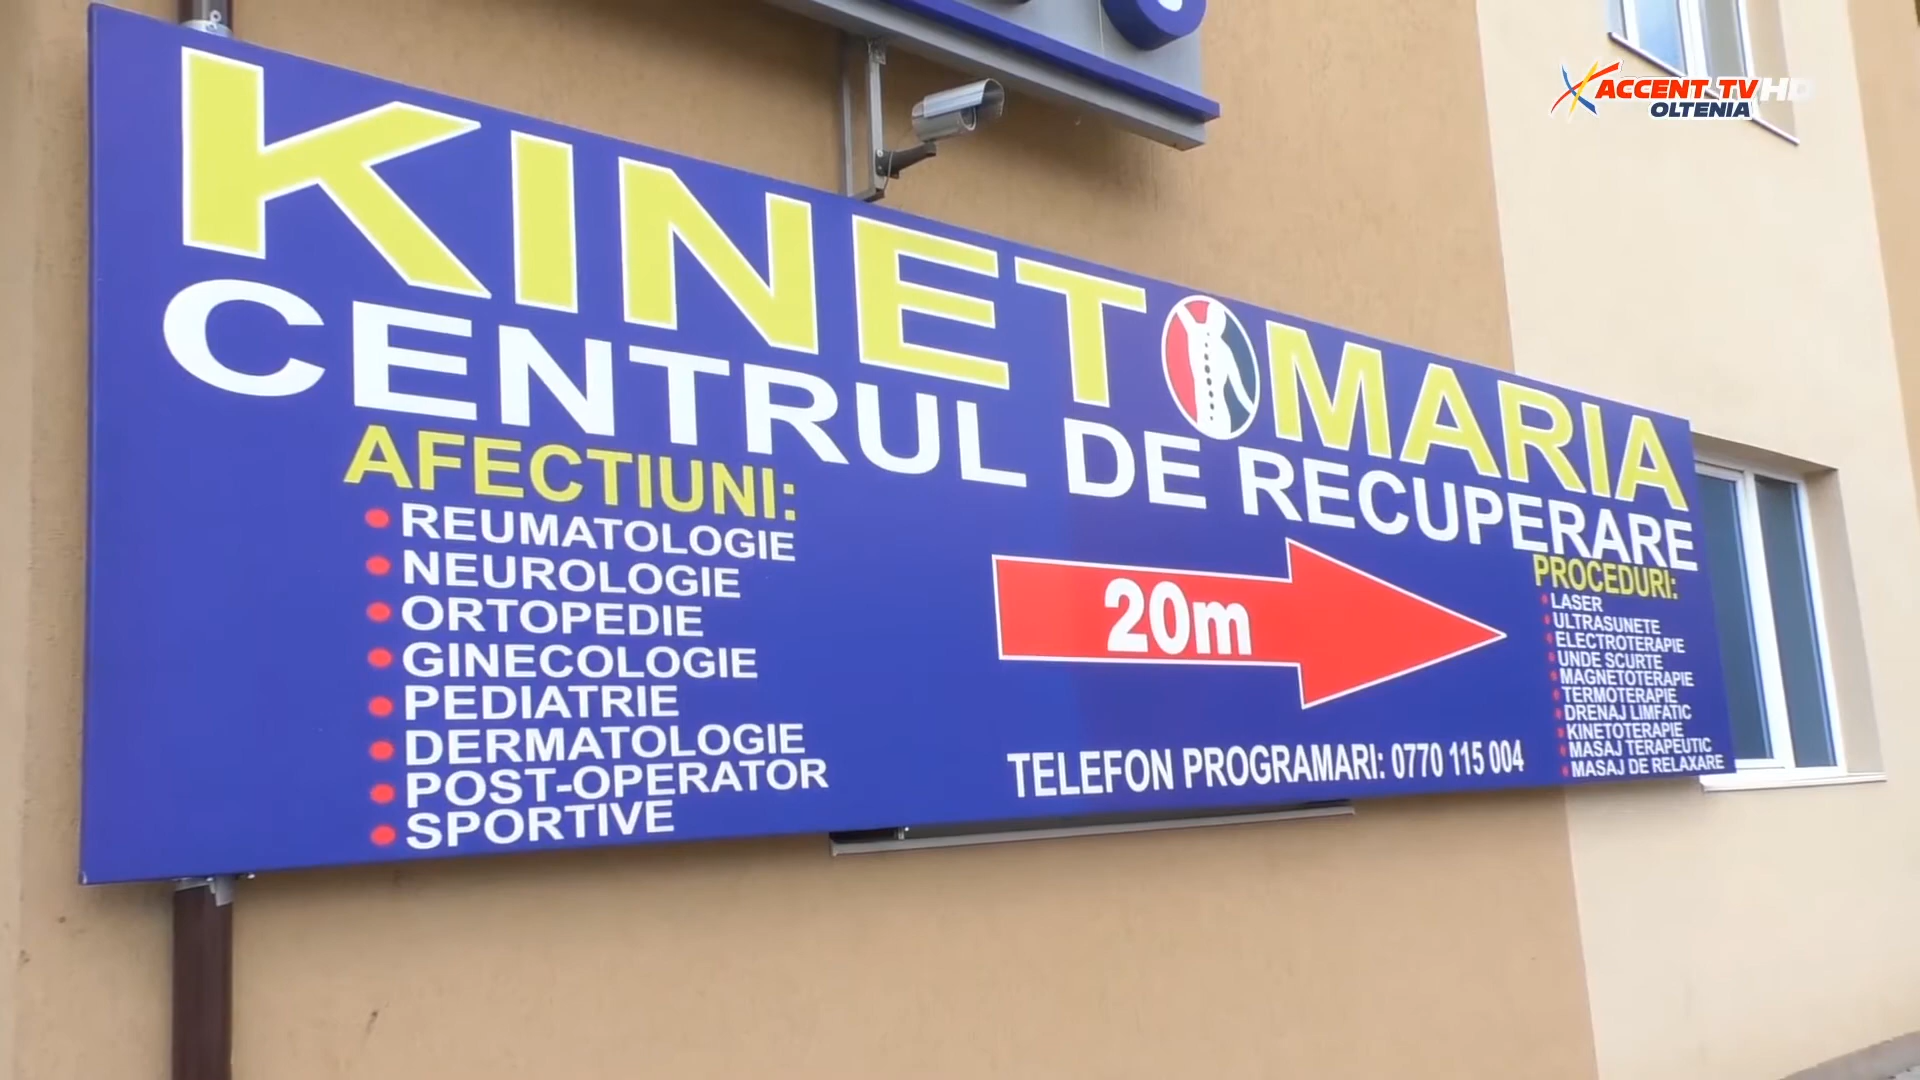 ACCENT TV HD
OLTENIA
KINETOMARIA
CENTRUL DE RECUPERARE
AFECTIUNI:
REUMATOLOGIE
NEUROLOGIE
ORTOPEDIE
GINECOLOGIE
PEDIATRIE
DERMATOLOGIE
POST-OPERATOR
SPORTIVE
20m
TELEFON PROGRAMARI: 0770 115 004
PROCEDURI:
LASER
ULTRASUNETE
ELECTROTERAPIE
UNDE SCURTE
MAGNETOTERAPIE
TERMOTERAPIE
DRENAJ LIMFATIC
KINETOTERAPIE
MASAJ TERAPEUTIC
MASAJ DE RELAXARE